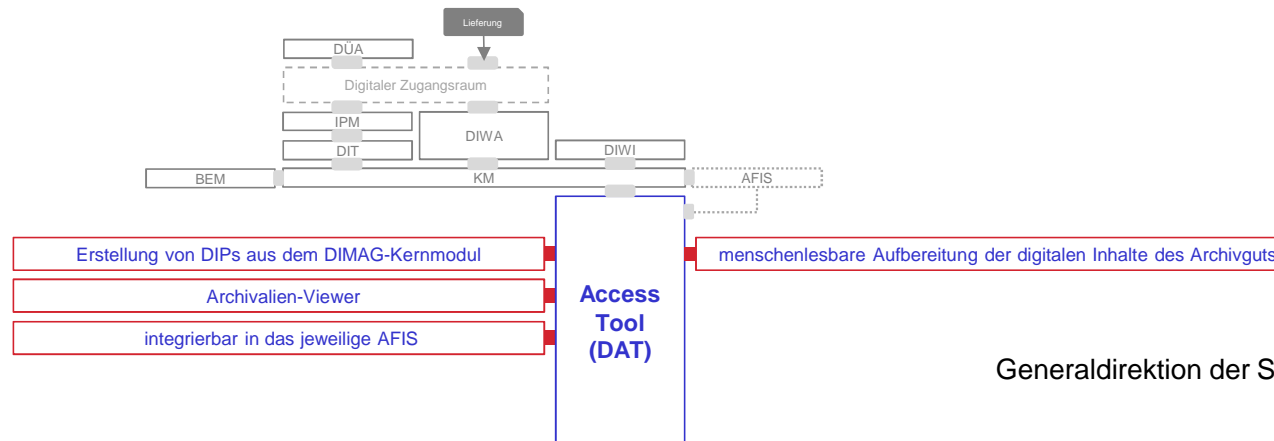 Lieferung
DÜA
Digitaler Zugangsraum
IPM
DIWA
DIT
DIWI
BEM
KM
AFIS
Erstellung von DIPs aus dem DIMAG-Kernmodul
menschenlesbare Aufbereitung der digitalen Inhalte des Archivguts
Archivalien-Viewer
integrierbar in das jeweilige AFIS
Access
Tool
(DAT)
Generaldirektion der S